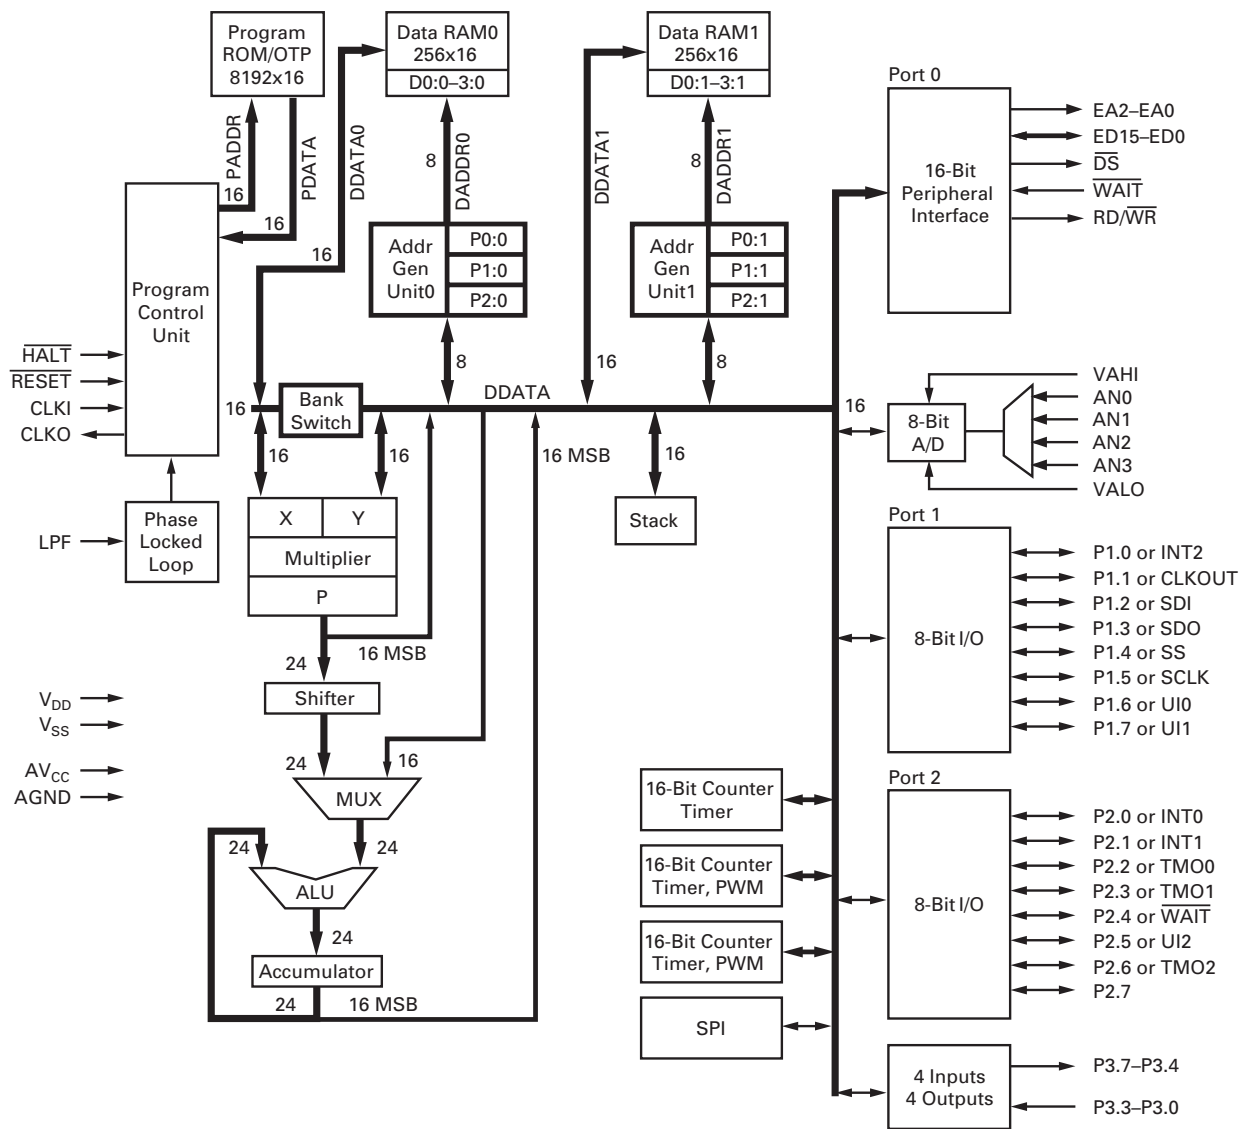 Program
ROM/OTP
8192x16
Data RAM0
256x16
D0:0–3:0
Data RAM1
256x16
D0:1–3:1
PADDR
16
PDATA
16
DDATA0
16
8
DADDR0
DDATA1
16
8
DADDR1
Addr
Gen
Unit0
P0:0
P1:0
P2:0
8
Addr
Gen
Unit1
P0:1
P1:1
P2:1
8
Program
Control
Unit
H̅A̅L̅T̅
R̅E̅S̅E̅T̅
CLKI
CLKO
LPF
Phase
Locked
Loop
V_DD
V_SS
AV_CC
AGND
16
Bank
Switch
DDATA
16
16
16
16 MSB
16
Stack
X
Y
Multiplier
P
16 MSB
24
Shifter
24
16
MUX
24
24
ALU
24
Accumulator
24
16 MSB
Port 0
16-Bit
Peripheral
Interface
EA2–EA0
ED15–ED0
D̅S̅
W̅A̅I̅T̅
RD/W̅R̅
8-Bit
A/D
VAHI
AN0
AN1
AN2
AN3
VALO
Port 1
8-Bit I/O
P1.0 or INT2
P1.1 or CLKOUT
P1.2 or SDI
P1.3 or SDO
P1.4 or SS
P1.5 or SCLK
P1.6 or UI0
P1.7 or UI1
16-Bit Counter
Timer
16-Bit Counter
Timer, PWM
16-Bit Counter
Timer, PWM
SPI
Port 2
8-Bit I/O
P2.0 or INT0
P2.1 or INT1
P2.2 or TMO0
P2.3 or TMO1
P2.4 or W̅A̅I̅T̅
P2.5 or UI2
P2.6 or TMO2
P2.7
4 Inputs
4 Outputs
P3.7–P3.4
P3.3–P3.0